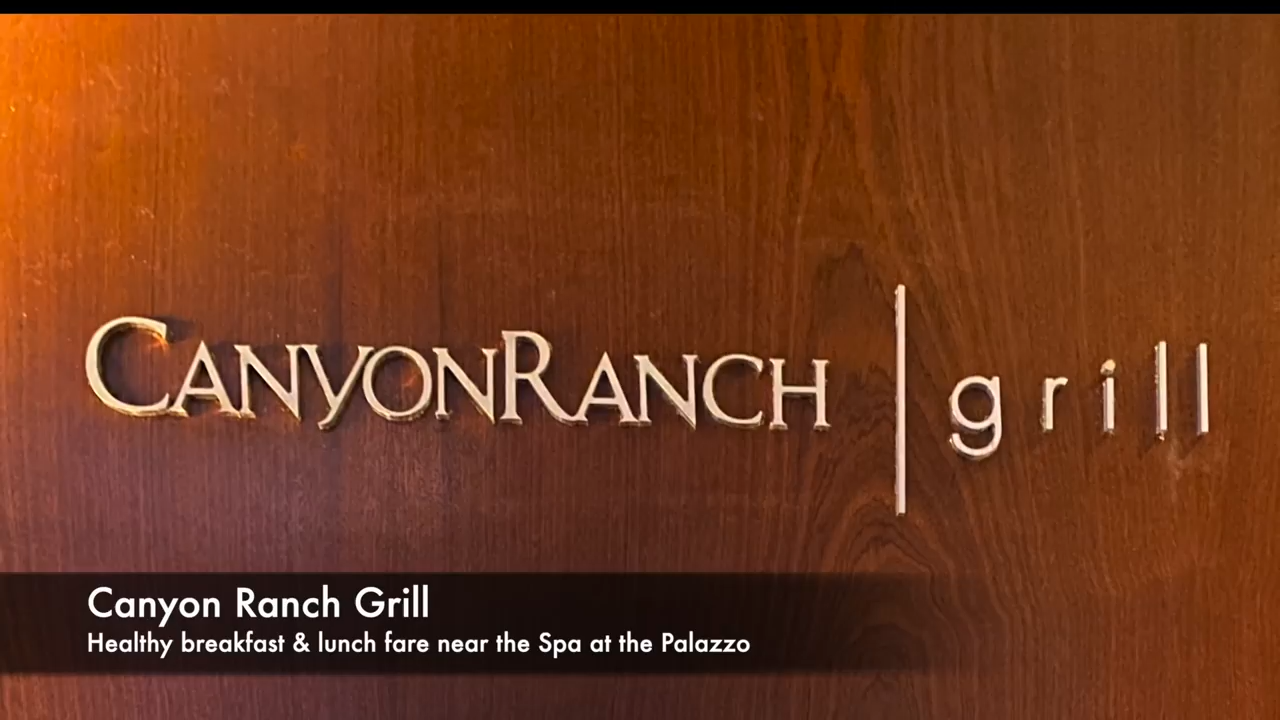 CANYONRANCH | grill
Canyon Ranch Grill
Healthy breakfast & lunch fare near the Spa at the Palazzo